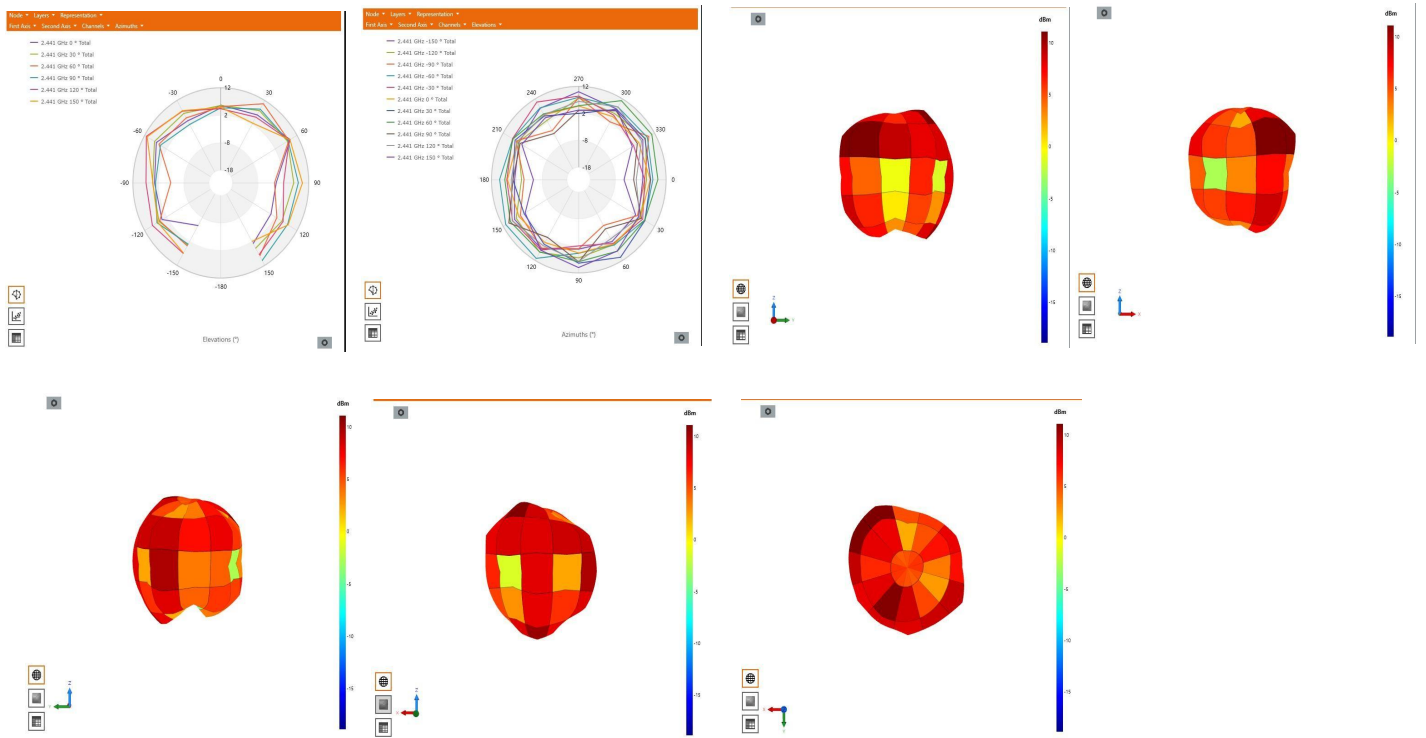 Node Layers Representation
First Axis Second Axis Channels Azimuths
2.441 GHz 0 ° Total
2.441 GHz 30 ° Total
2.441 GHz 60 ° Total
2.441 GHz 90 ° Total
2.441 GHz 120 ° Total
2.441 GHz 150 ° Total
0
30
60
90
120
150
-180
-150
-120
-90
-60
-30
12
2
-8
-18
Elevations (°)
Node Layers Representation
First Axis Second Axis Channels Elevations
2.441 GHz -150 ° Total
2.441 GHz -120 ° Total
2.441 GHz -90 ° Total
2.441 GHz -60 ° Total
2.441 GHz -30 ° Total
2.441 GHz 0 ° Total
2.441 GHz 30 ° Total
2.441 GHz 60 ° Total
2.441 GHz 90 ° Total
2.441 GHz 120 ° Total
2.441 GHz 150 ° Total
270
300
330
0
30
60
90
120
150
180
210
240
12
2
-8
-18
Azimuths (°)
dBm
10
5
0
-5
-10
-15
Z
dBm
10
5
0
-5
-10
-15
Z
X
dBm
10
5
0
-5
-10
-15
Z
dBm
10
5
0
-5
-10
-15
Z
X
dBm
10
5
0
-5
-10
-15
X
Y